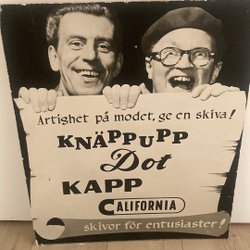 Artighet på modet, ge en skiva!
KNÄPPUPP
Dot
KAPP
CALIFORNIA
skivor för entusiaster!